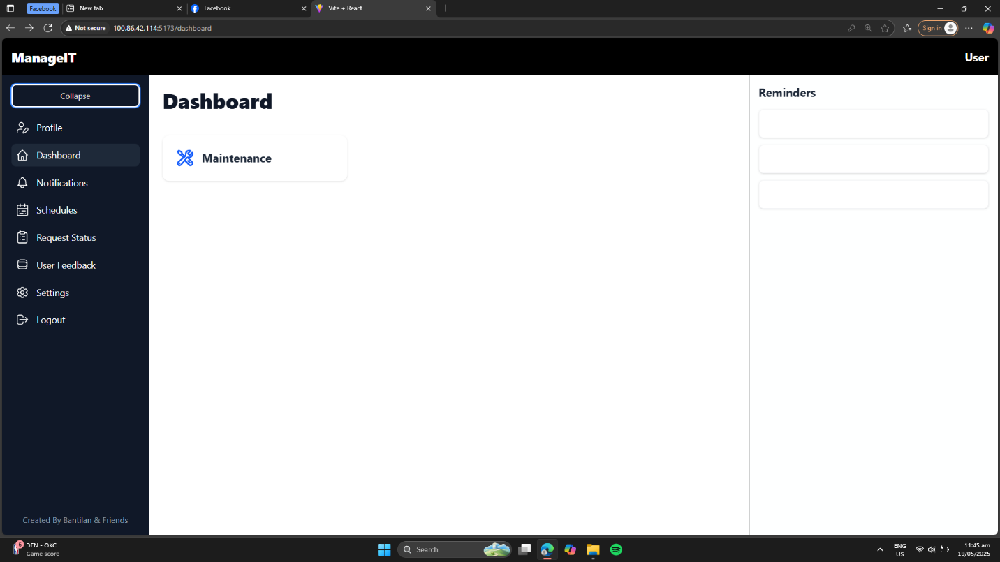 Facebook
New tab
Facebook
Vite + React
Not secure
100.86.42.114:5173/dashboard
Sign in
ManageIT
User
Collapse
Profile
Dashboard
Notifications
Schedules
Request Status
User Feedback
Settings
Logout
Created By Bantilan & Friends
Dashboard
Maintenance
Reminders
6
DEN - OKC
Game score
Search
ENG
US
11:45 am
19/05/2025